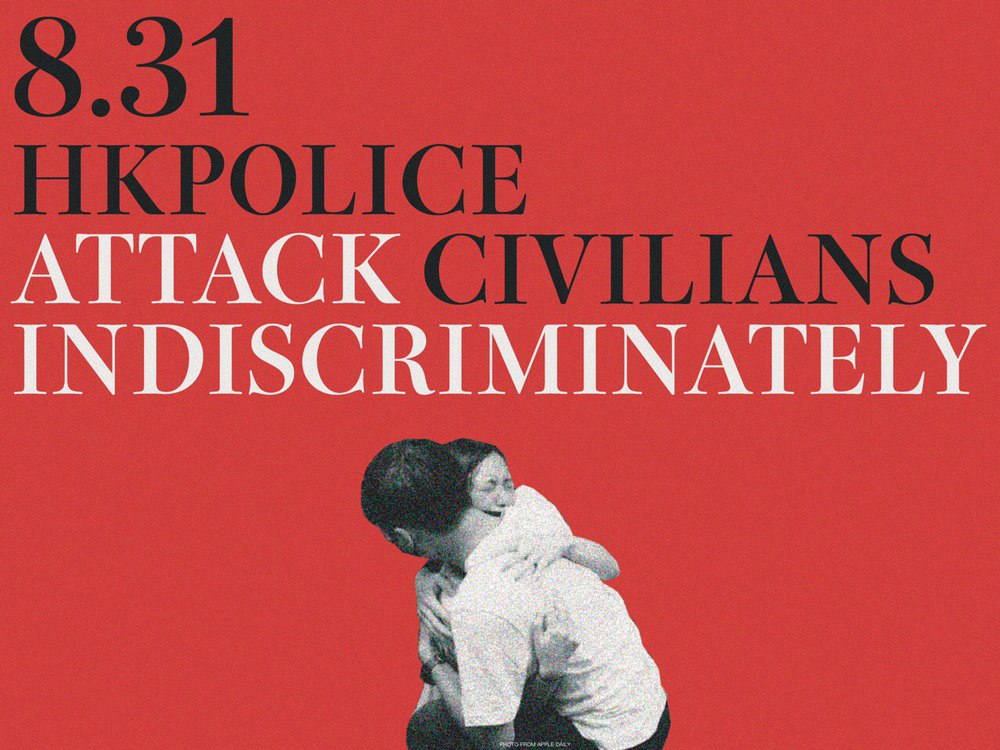 8.31
HKPOLICE
ATTACK CIVILIANS
INDISCRIMINATELY
PHOTO FROM APPLE DAILY